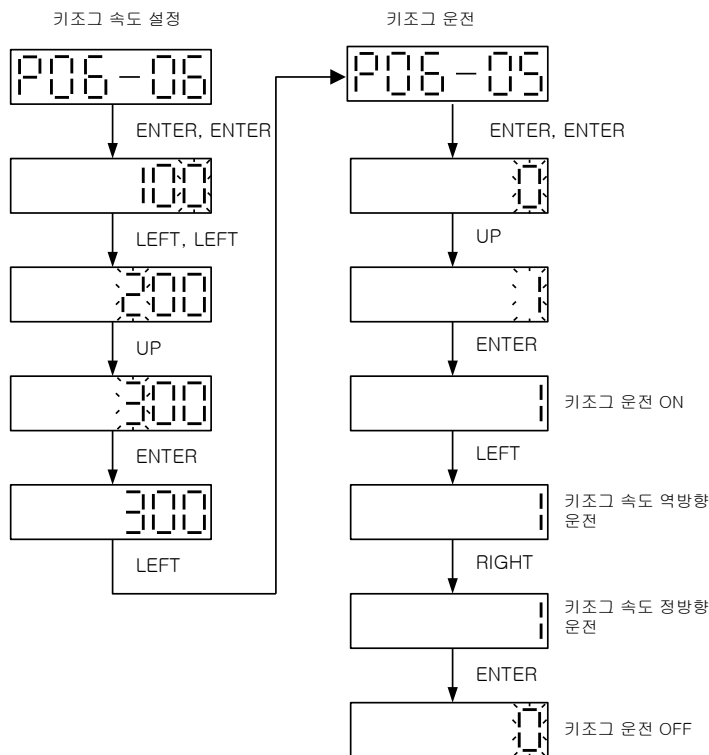 키조그 속도 설정
P06-06
ENTER, ENTER
100
LEFT, LEFT
200
UP
300
ENTER
300
LEFT
키조그 운전
P06-05
ENTER, ENTER
0
UP
1
ENTER
1
키조그 운전 ON
LEFT
1
키조그 속도 역방향
운전
RIGHT
1
키조그 속도 정방향
운전
ENTER
0
키조그 운전 OFF